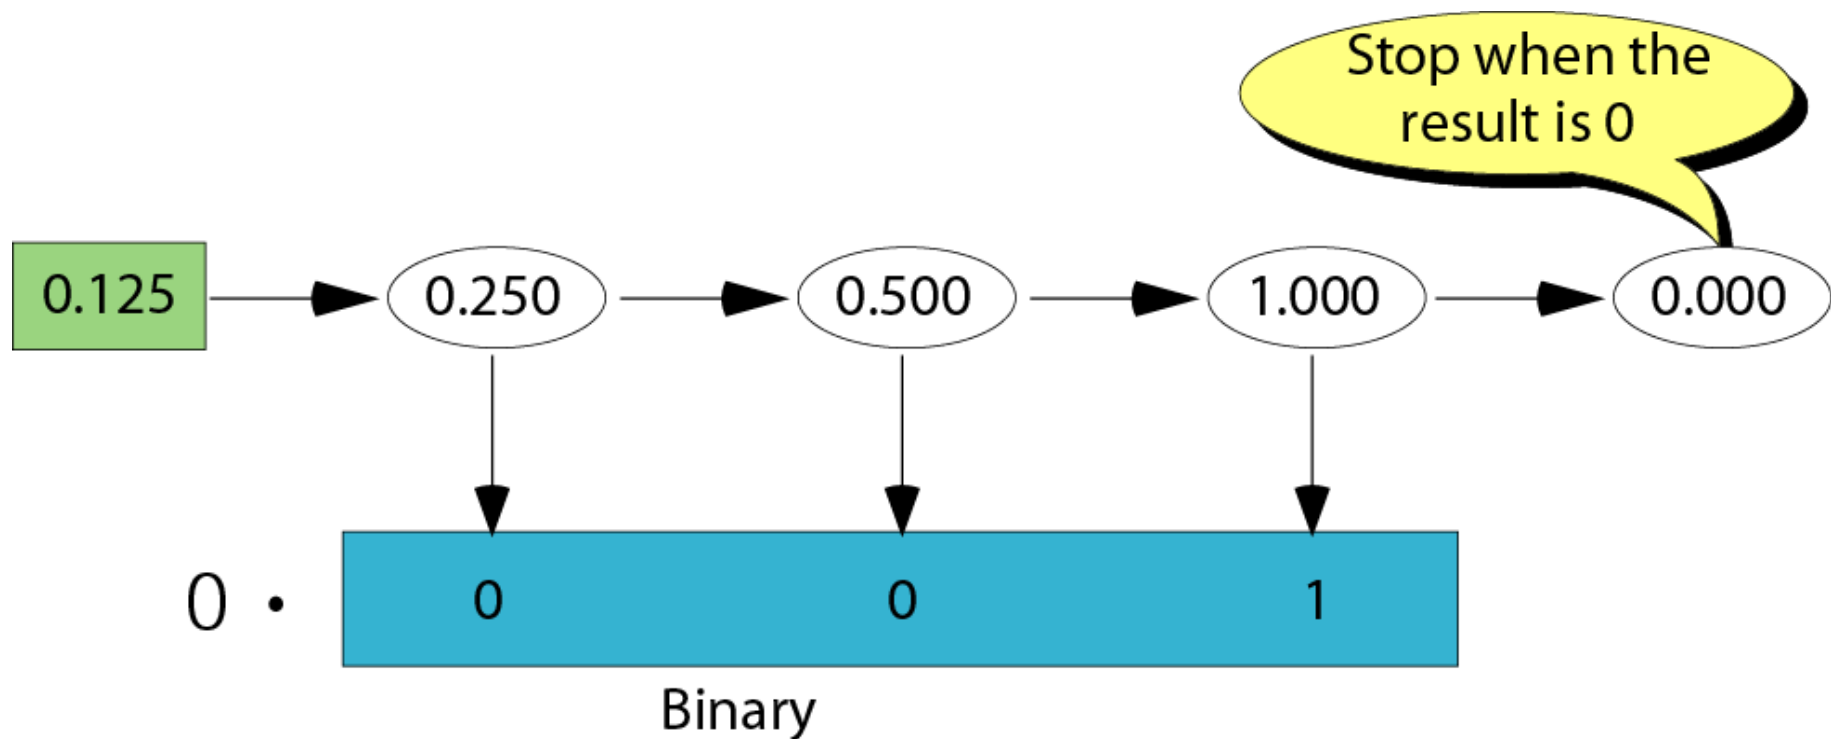 Stop when the
result is 0
0.125
0.250
0.500
1.000
0.000
0 • 0 0 1
Binary